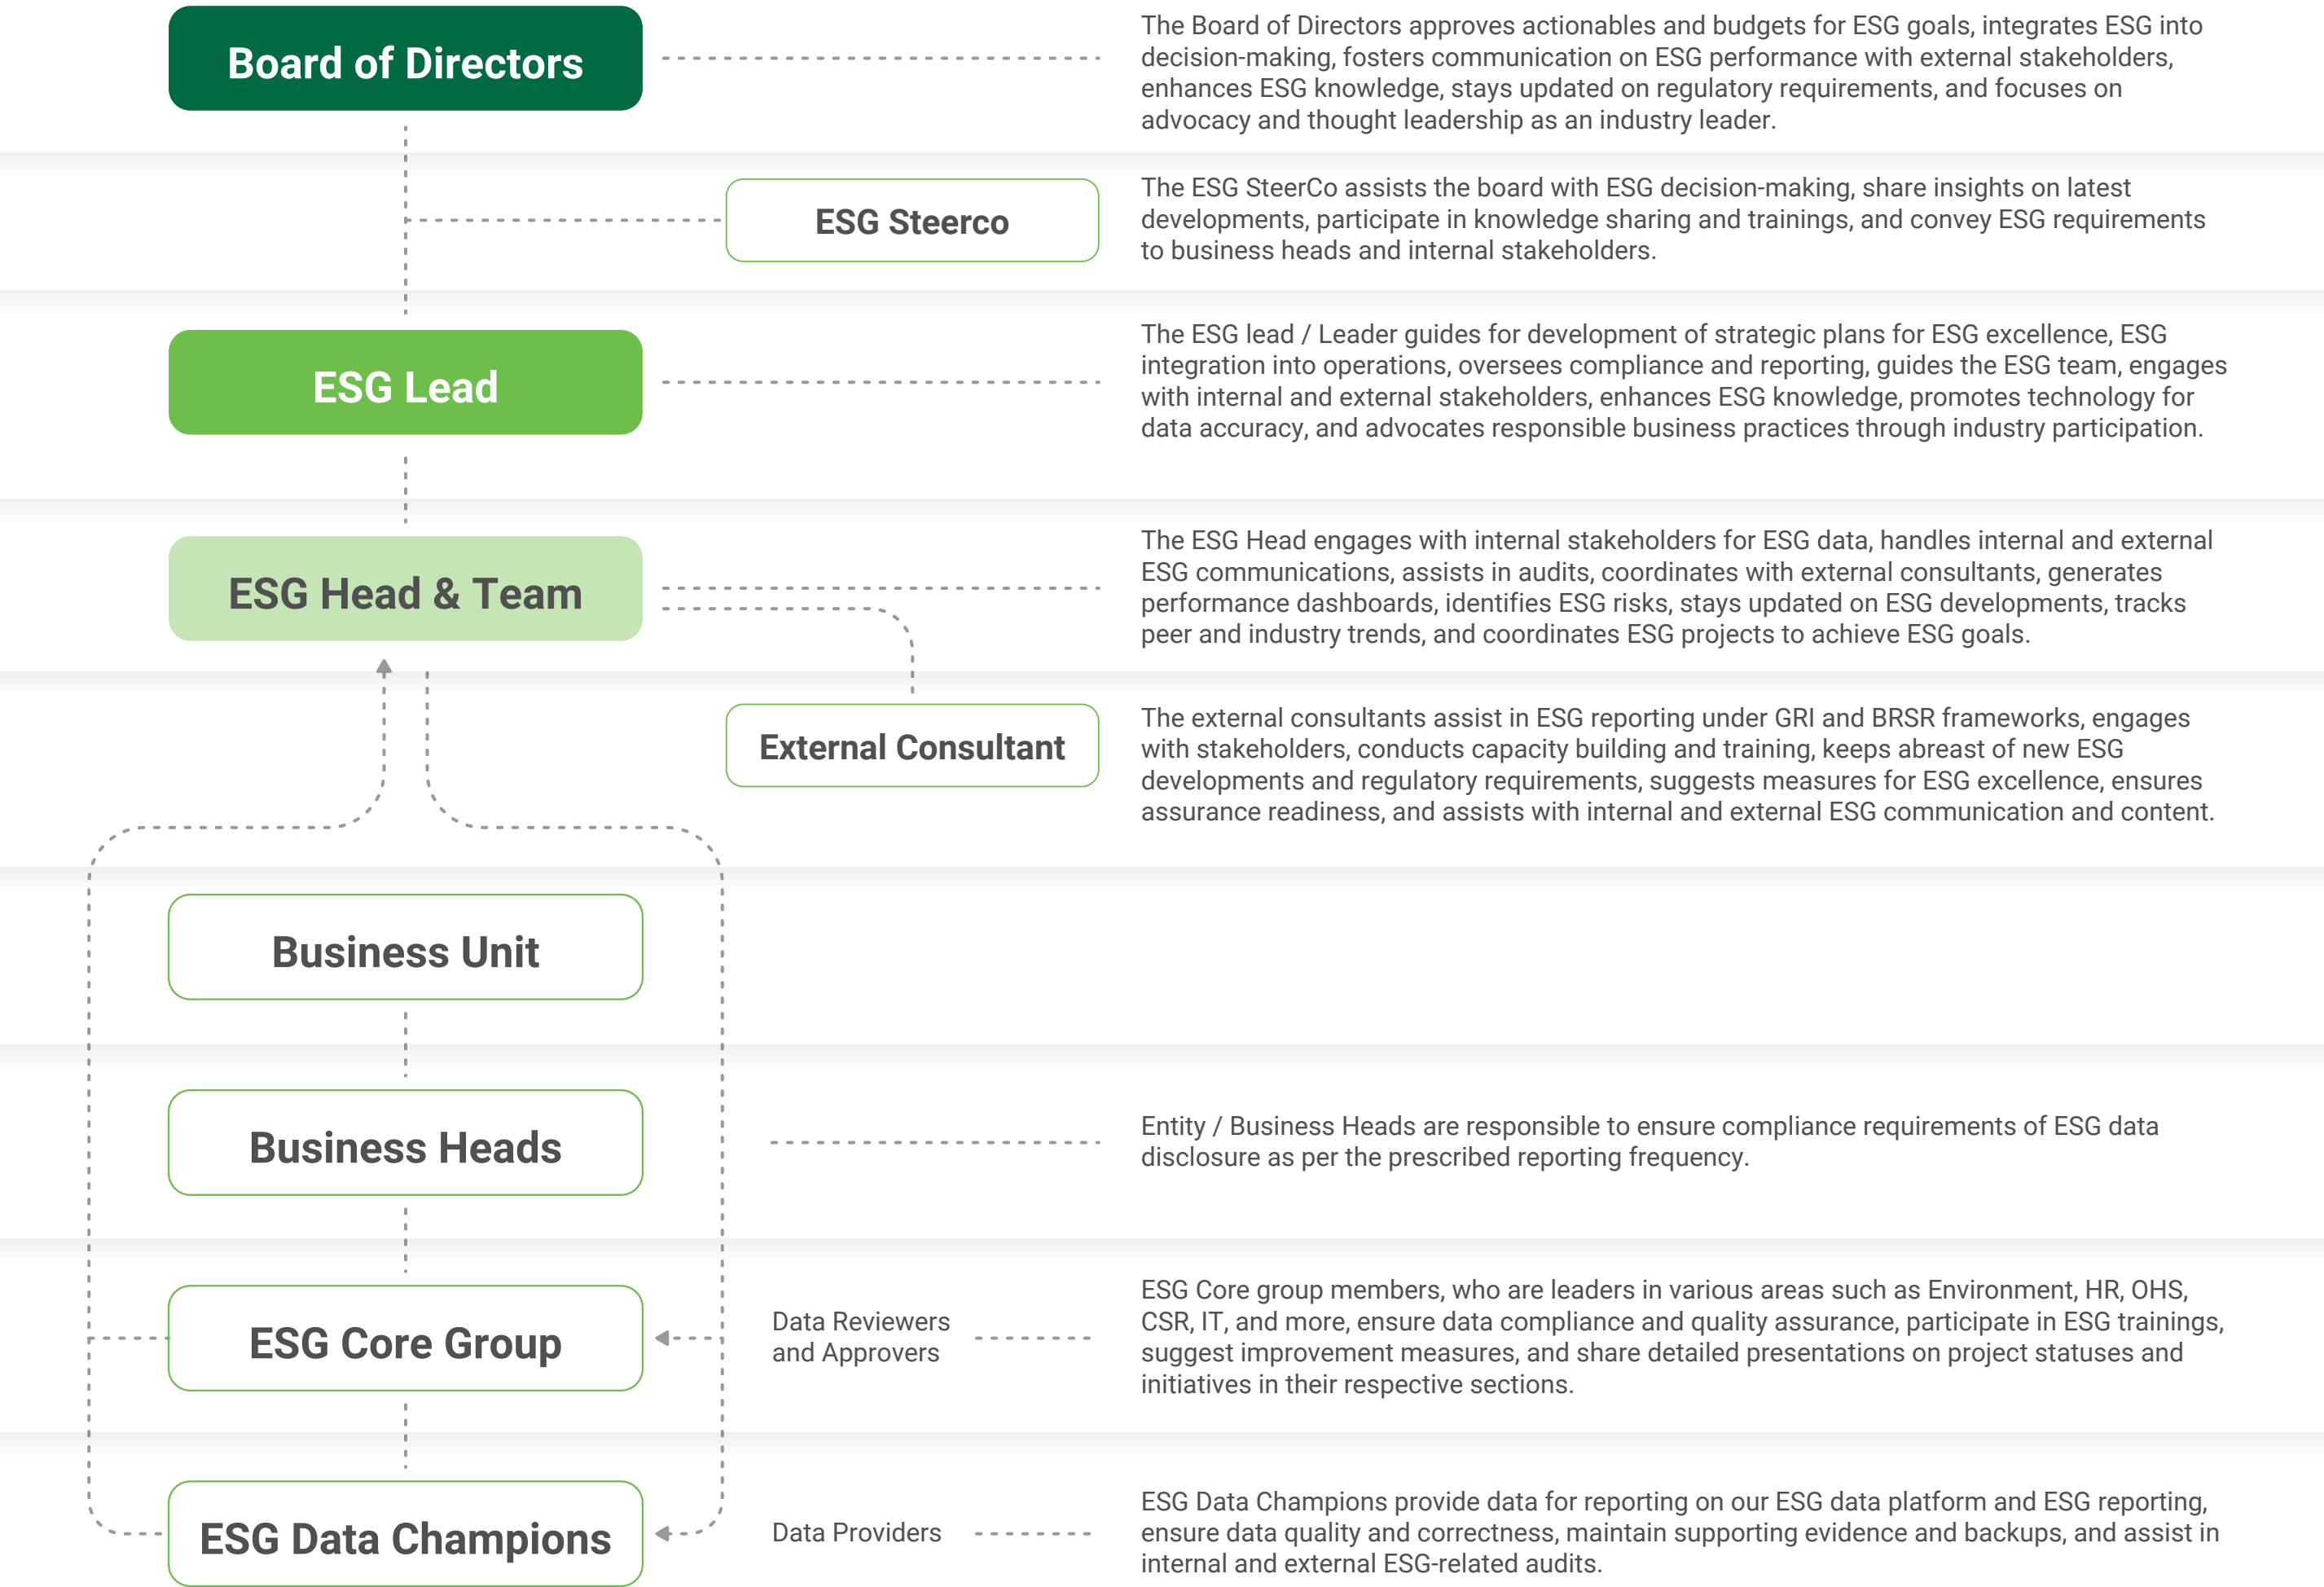 Board of Directors
The Board of Directors approves actionables and budgets for ESG goals, integrates ESG into
decision-making, fosters communication on ESG performance with external stakeholders,
enhances ESG knowledge, stays updated on regulatory requirements, and focuses on
advocacy and thought leadership as an industry leader.
ESG Steerco
The ESG SteerCo assists the board with ESG decision-making, share insights on latest
developments, participate in knowledge sharing and trainings, and convey ESG requirements
to business heads and internal stakeholders.
ESG Lead
The ESG lead / Leader guides for development of strategic plans for ESG excellence, ESG
integration into operations, oversees compliance and reporting, guides the ESG team, engages
with internal and external stakeholders, enhances ESG knowledge, promotes technology for
data accuracy, and advocates responsible business practices through industry participation.
ESG Head & Team
The ESG Head engages with internal stakeholders for ESG data, handles internal and external
ESG communications, assists in audits, coordinates with external consultants, generates
performance dashboards, identifies ESG risks, stays updated on ESG developments, tracks
peer and industry trends, and coordinates ESG projects to achieve ESG goals.
External Consultant
The external consultants assist in ESG reporting under GRI and BRSR frameworks, engages
with stakeholders, conducts capacity building and training, keeps abreast of new ESG
developments and regulatory requirements, suggests measures for ESG excellence, ensures
assurance readiness, and assists with internal and external ESG communication and content.
Business Unit
Business Heads
Entity / Business Heads are responsible to ensure compliance requirements of ESG data
disclosure as per the prescribed reporting frequency.
ESG Core Group
Data Reviewers
and Approvers
ESG Core group members, who are leaders in various areas such as Environment, HR, OHS,
CSR, IT, and more, ensure data compliance and quality assurance, participate in ESG trainings,
suggest improvement measures, and share detailed presentations on project statuses and
initiatives in their respective sections.
ESG Data Champions
Data Providers
ESG Data Champions provide data for reporting on our ESG data platform and ESG reporting,
ensure data quality and correctness, maintain supporting evidence and backups, and assist in
internal and external ESG-related audits.